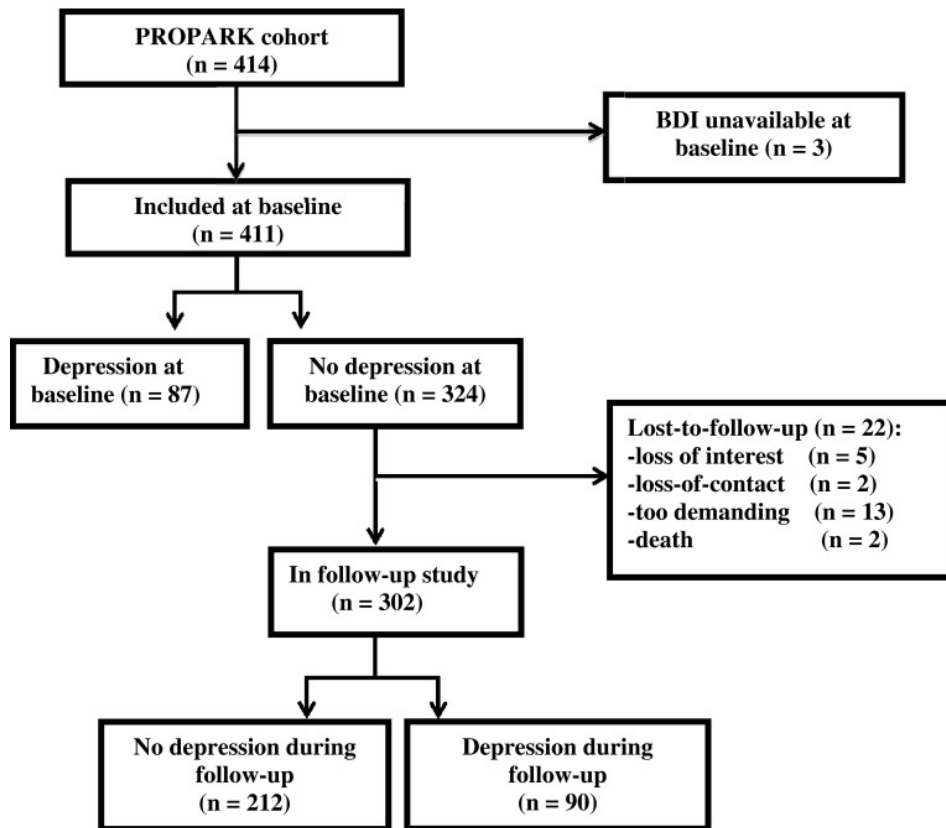 PROPARK cohort
(n = 414)
BDI unavailable at
baseline (n = 3)
Included at baseline
(n = 411)
Depression at
baseline (n = 87)
No depression at
baseline (n = 324)
Lost-to-follow-up (n = 22):
-loss of interest (n = 5)
-loss-of-contact (n = 2)
-too demanding (n = 13)
-death (n = 2)
In follow-up study
(n = 302)
No depression during
follow-up
(n = 212)
Depression during
follow-up
(n = 90)